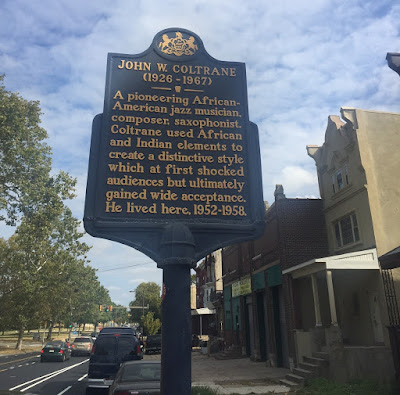 JOHN W. COLTRANE
(1926 - 1967)
A pioneering African-
American jazz musician,
composer, saxophonist.
Coltrane used African
and Indian elements to
create a distinctive style
which at first shocked
audiences but ultimately
gained wide acceptance.
He lived here, 1952-1958.